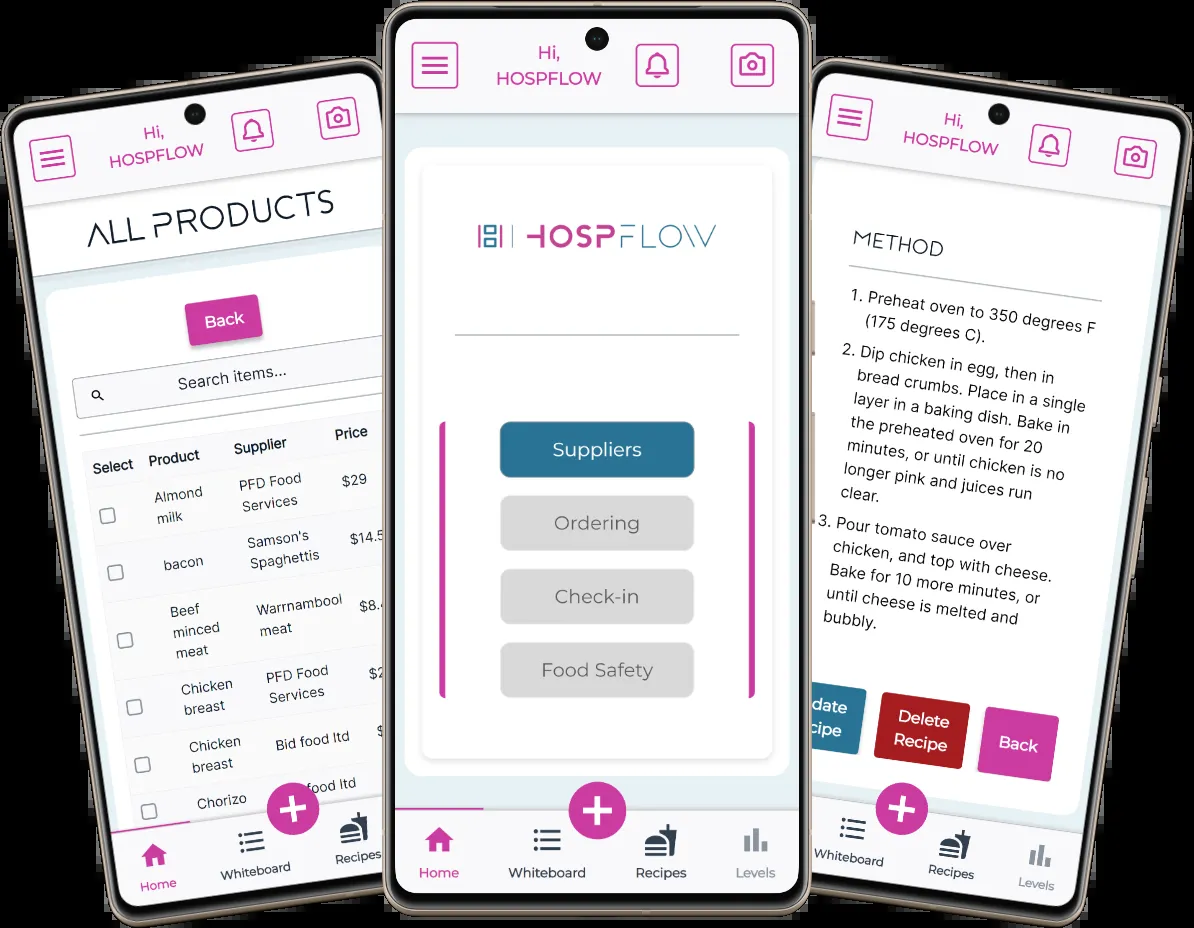 Hi,
HOSPFLOW
ALL PRODUCTS
Back
Search items...
Select Product Supplier Price
Almond milk PFD Food Services $29
bacon Samson's Spaghettis $14.5
Beef minced meat Warrnambool meat $8.
Chicken breast PFD Food Services $2
Chicken breast Bid food ltd $
Chorizo food ltd
Home Whiteboard Recipes
Hi,
HOSPFLOW
HOSPFLOW
Suppliers
Ordering
Check-in
Food Safety
Home Whiteboard Recipes Levels
Hi,
HOSPFLOW
METHOD
1. Preheat oven to 350 degrees F
(175 degrees C).
2. Dip chicken in egg, then in
bread crumbs. Place in a single
layer in a baking dish. Bake in
the preheated oven for 20
minutes, or until chicken is no
longer pink and juices run
clear.
3. Pour tomato sauce over
chicken, and top with cheese.
Bake for 10 more minutes, or
until cheese is melted and
bubbly.
date
cipe
Delete
Recipe
Back
Whiteboard Recipes Levels